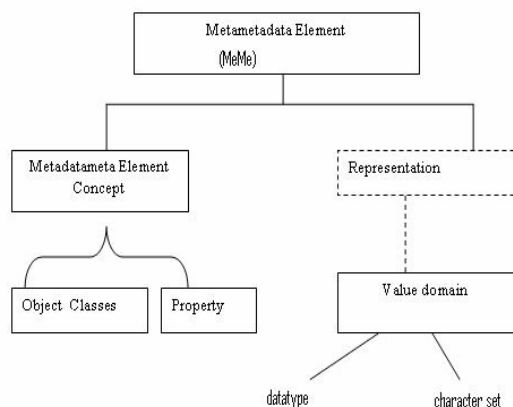 Metametadata Element
(MeMe)
Metadatameta Element
Concept
Representation
Object Classes
Property
Value domain
datatype
character set